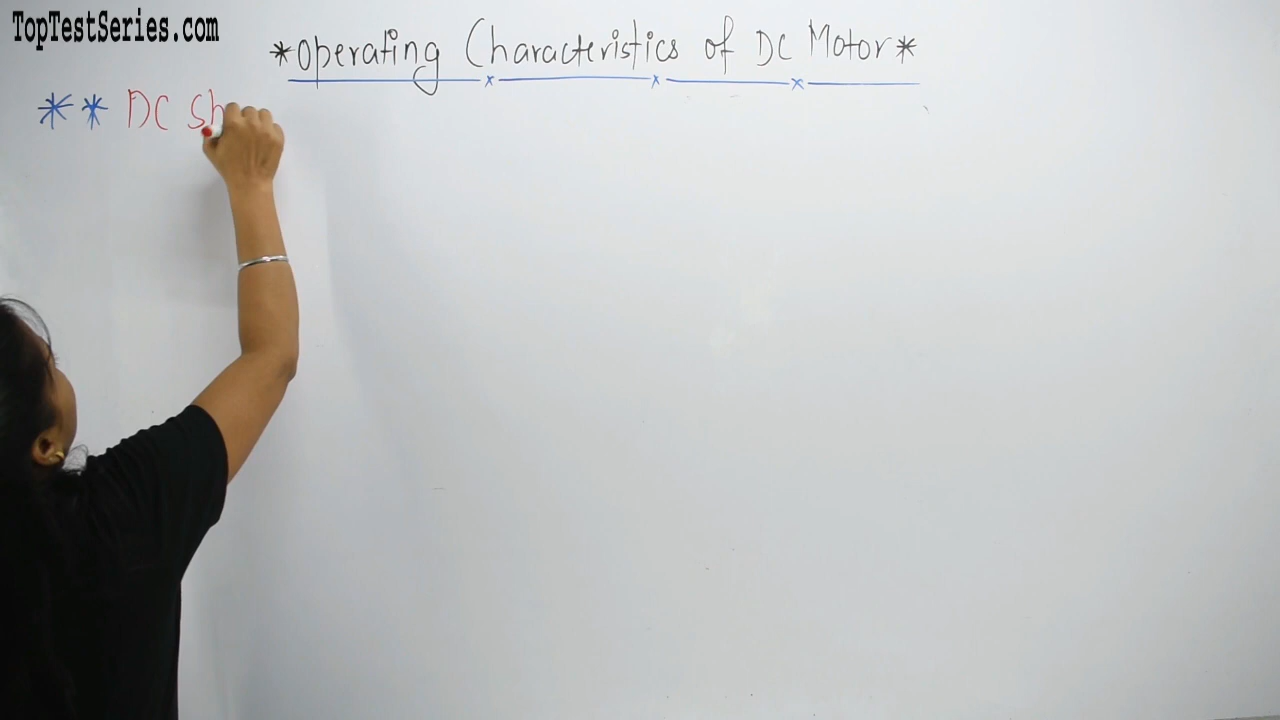 TopTestSeries.com
*Operating Characteristics of DC Motor*
** DC Sh